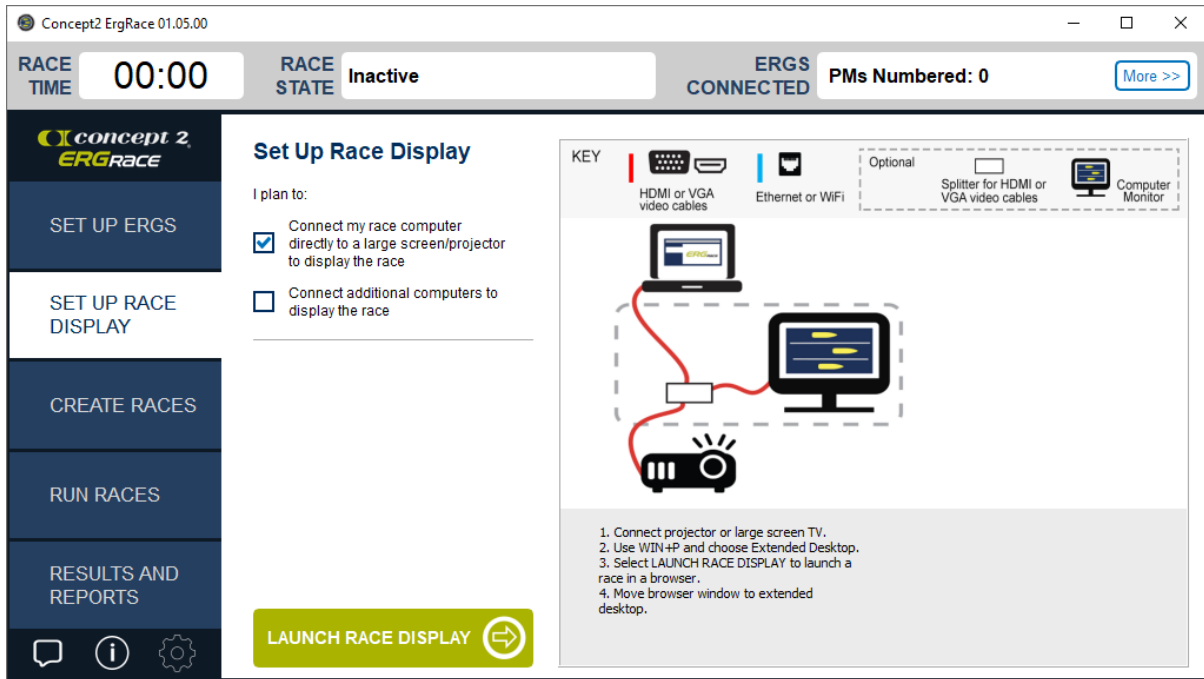 Concept2 ErgRace 01.05.00
RACE
TIME
00:00
RACE
STATE
Inactive
ERGS
CONNECTED
PMs Numbered: 0
More >>
concept 2
ERGRACE
SET UP ERGS
SET UP RACE
DISPLAY
CREATE RACES
RUN RACES
RESULTS AND
REPORTS
Set Up Race Display
I plan to:
Connect my race computer
directly to a large screen/projector
to display the race
Connect additional computers to
display the race
LAUNCH RACE DISPLAY
KEY
HDMI or VGA
video cables
Ethernet or WiFi
Optional
Splitter for HDMI or
VGA video cables
Computer
Monitor
ERGRACE
1. Connect projector or large screen TV.
2. Use WIN+P and choose Extended Desktop.
3. Select LAUNCH RACE DISPLAY to launch a
race in a browser.
4. Move browser window to extended
desktop.